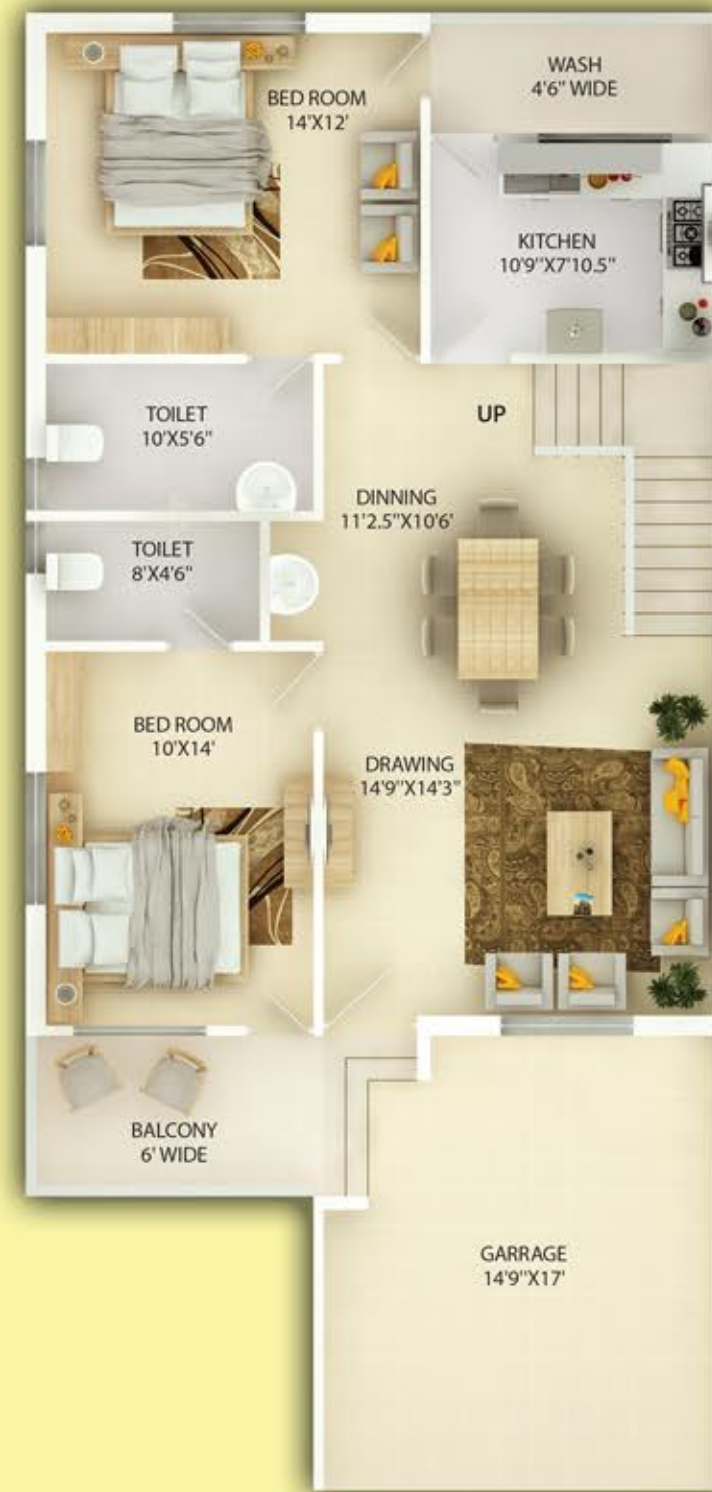 WASH
4'6" WIDE
BED ROOM
14'X12'
KITCHEN
10'9"X7'10.5"
TOILET
10'X5'6"
UP
DINNING
11'2.5"X10'6'
TOILET
8'X4'6"
BED ROOM
10'X14'
DRAWING
14'9"X14'3"
BALCONY
6' WIDE
GARRAGE
14'9"X17'